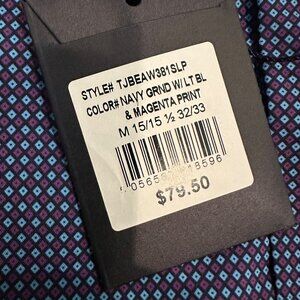 STYLE# TJBEAW381SLP
COLOR# NAVY GRND W/ LT BL
& MAGENTA PRINT
M 15/15 ½ 32/33
$79.50